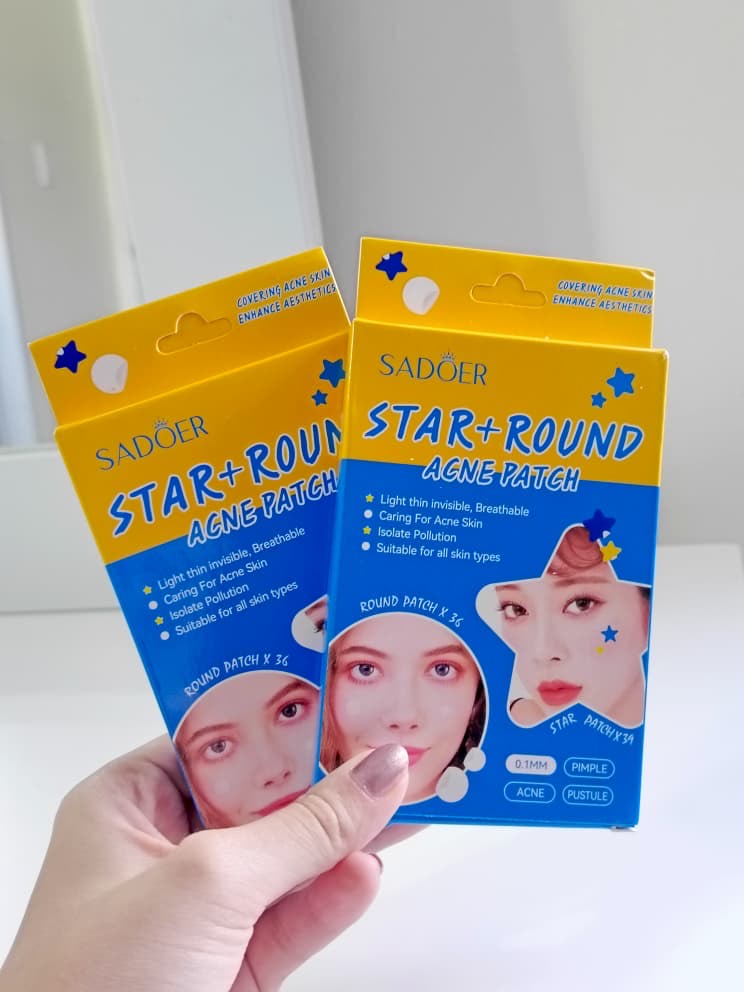 COVERING ACNE SKIN
ENHANCE AESTHETICS
SADOER
STAR+ROUN
ACNE PATCH
Light thin invisible, Breathable
Caring For Acne Skin
Isolate Pollution
Suitable for all skin types
ROUND PATCH X 36
COVERING ACNE SKIN
ENHANCE AESTHETICS
SADOER
STAR+ROUND
ACNE PATCH
Light thin invisible, Breathable
Caring For Acne Skin
Isolate Pollution
Suitable for all skin types
ROUND PATCH X 36
STAR PATCH X 39
0.1MM
PIMPLE
ACNE
PUSTULE